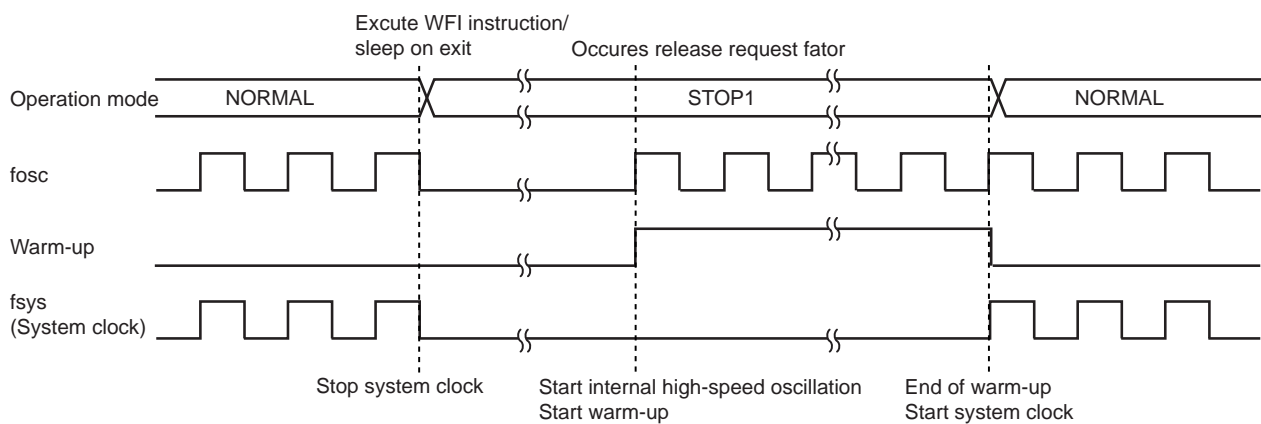 Excute WFI instruction/
sleep on exit
Occures release request fator
Operation mode
NORMAL
STOP1
NORMAL
fosc
Warm-up
fsys
(System clock)
Stop system clock
Start internal high-speed oscillation
Start warm-up
End of warm-up
Start system clock